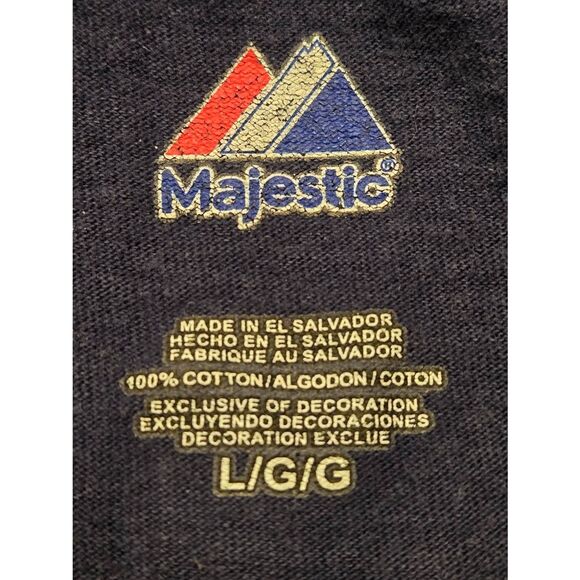 Majestic®
MADE IN EL SALVADOR
HECHO EN EL SALVADOR
FABRIQUE AU SALVADOR
100% COTTON/ALGODON/COTON
EXCLUSIVE OF DECORATION
EXCLUYENDO DECORACIONES
DECORATION EXCLUE
L/G/G